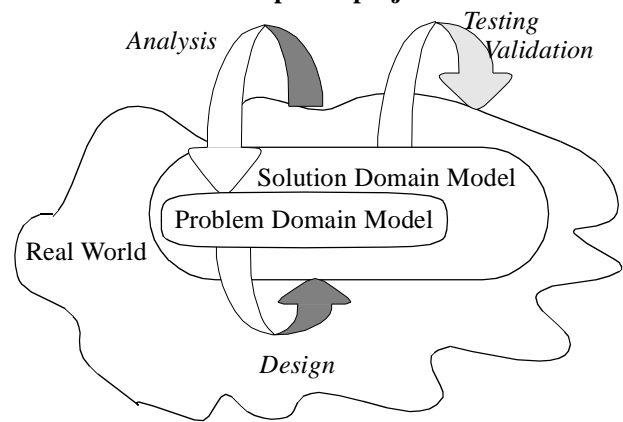 Testing
Analysis
Validation
Solution Domain Model
Problem Domain Model
Real World
Design